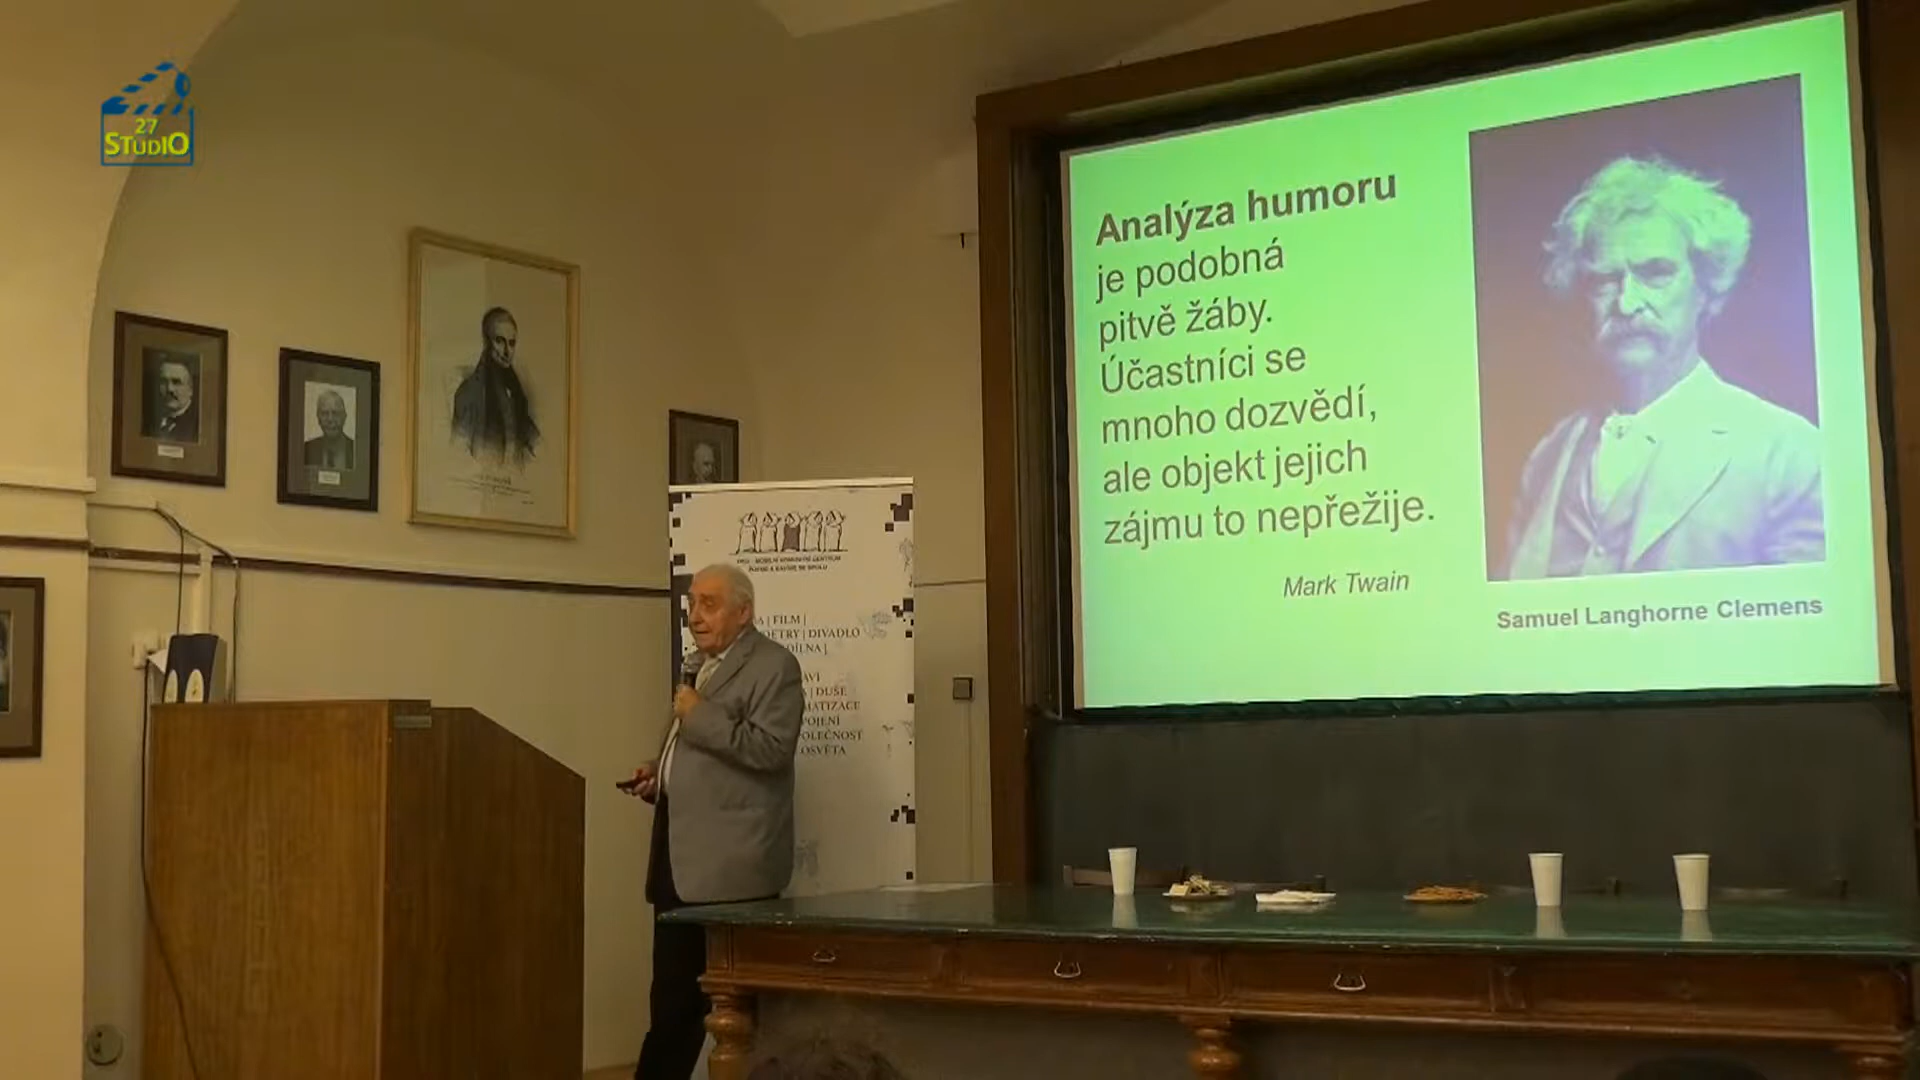 27
STUDIO
Analýza humoru
je podobná
pitvě žáby.
Účastníci se
mnoho dozvědí,
ale objekt jejich
zájmu to nepřežije.
Mark Twain
Samuel Langhorne Clemens
| FILM |
| DIVADLO
DÍLNA |
| DUŠE